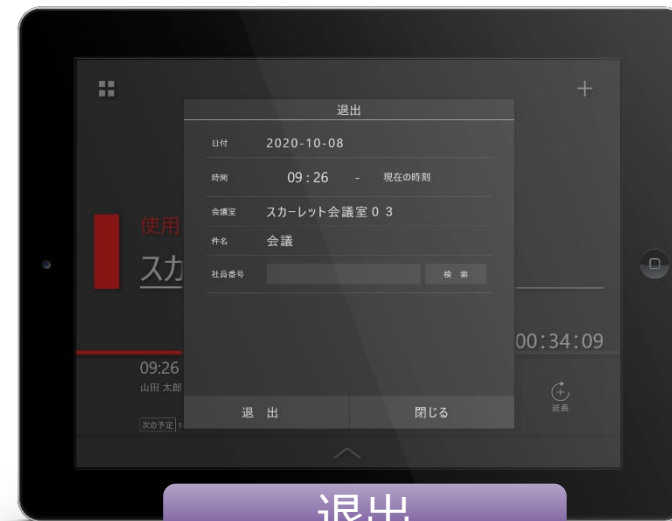 退出
日付 2020-10-08
時間 09:26 - 現在の時刻
会議室 スカーレット会議室03
件名 会議
社員番号 検索
退出 閉じる
使用
スカ
00:34:09
09:26
山田 太郎
次の予定 1
延長
退出